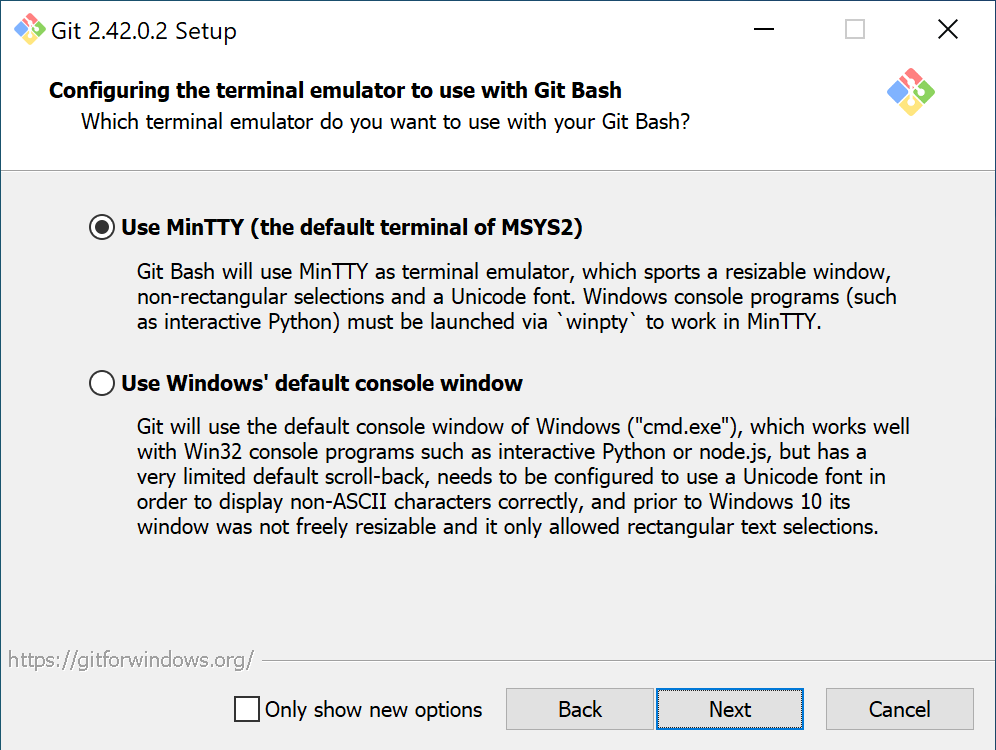 Git 2.42.0.2 Setup
Configuring the terminal emulator to use with Git Bash
Which terminal emulator do you want to use with your Git Bash?
Use MinTTY (the default terminal of MSYS2)
Git Bash will use MinTTY as terminal emulator, which sports a resizable window,
non-rectangular selections and a Unicode font. Windows console programs (such
as interactive Python) must be launched via `winpty` to work in MinTTY.
Use Windows' default console window
Git will use the default console window of Windows ("cmd.exe"), which works well
with Win32 console programs such as interactive Python or node.js, but has a
very limited default scroll-back, needs to be configured to use a Unicode font in
order to display non-ASCII characters correctly, and prior to Windows 10 its
window was not freely resizable and it only allowed rectangular text selections.
https://gitforwindows.org/
Only show new options
Back
Next
Cancel